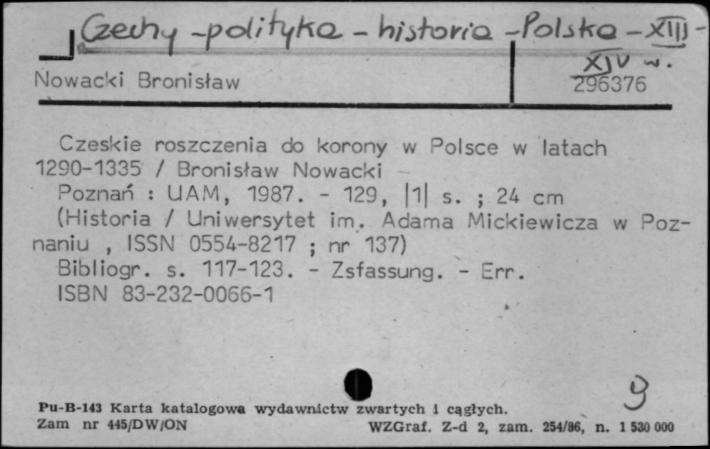 Czechy - polityka - historia - Polska - XIII -
XIV w.
Nowacki Bronisław
296376
Czeskie roszczenia do korony w Polsce w latach
1290-1335 / Bronisław Nowacki
Poznań : UAM, 1987. - 129, |1| s. ; 24 cm
(Historia / Uniwersytet im. Adama Mickiewicza w Poz-
naniu , ISSN 0554-8217 ; nr 137)
Bibliogr. s. 117-123. - Zsfassung. - Err.
ISBN 83-232-0066-1
9
Pu-B-143 Karta katalogowa wydawnictw zwartych i cągłych.
Zam nr 445/DW/ON WZGraf. Z-d 2, zam. 254/86, n. 1 530 000